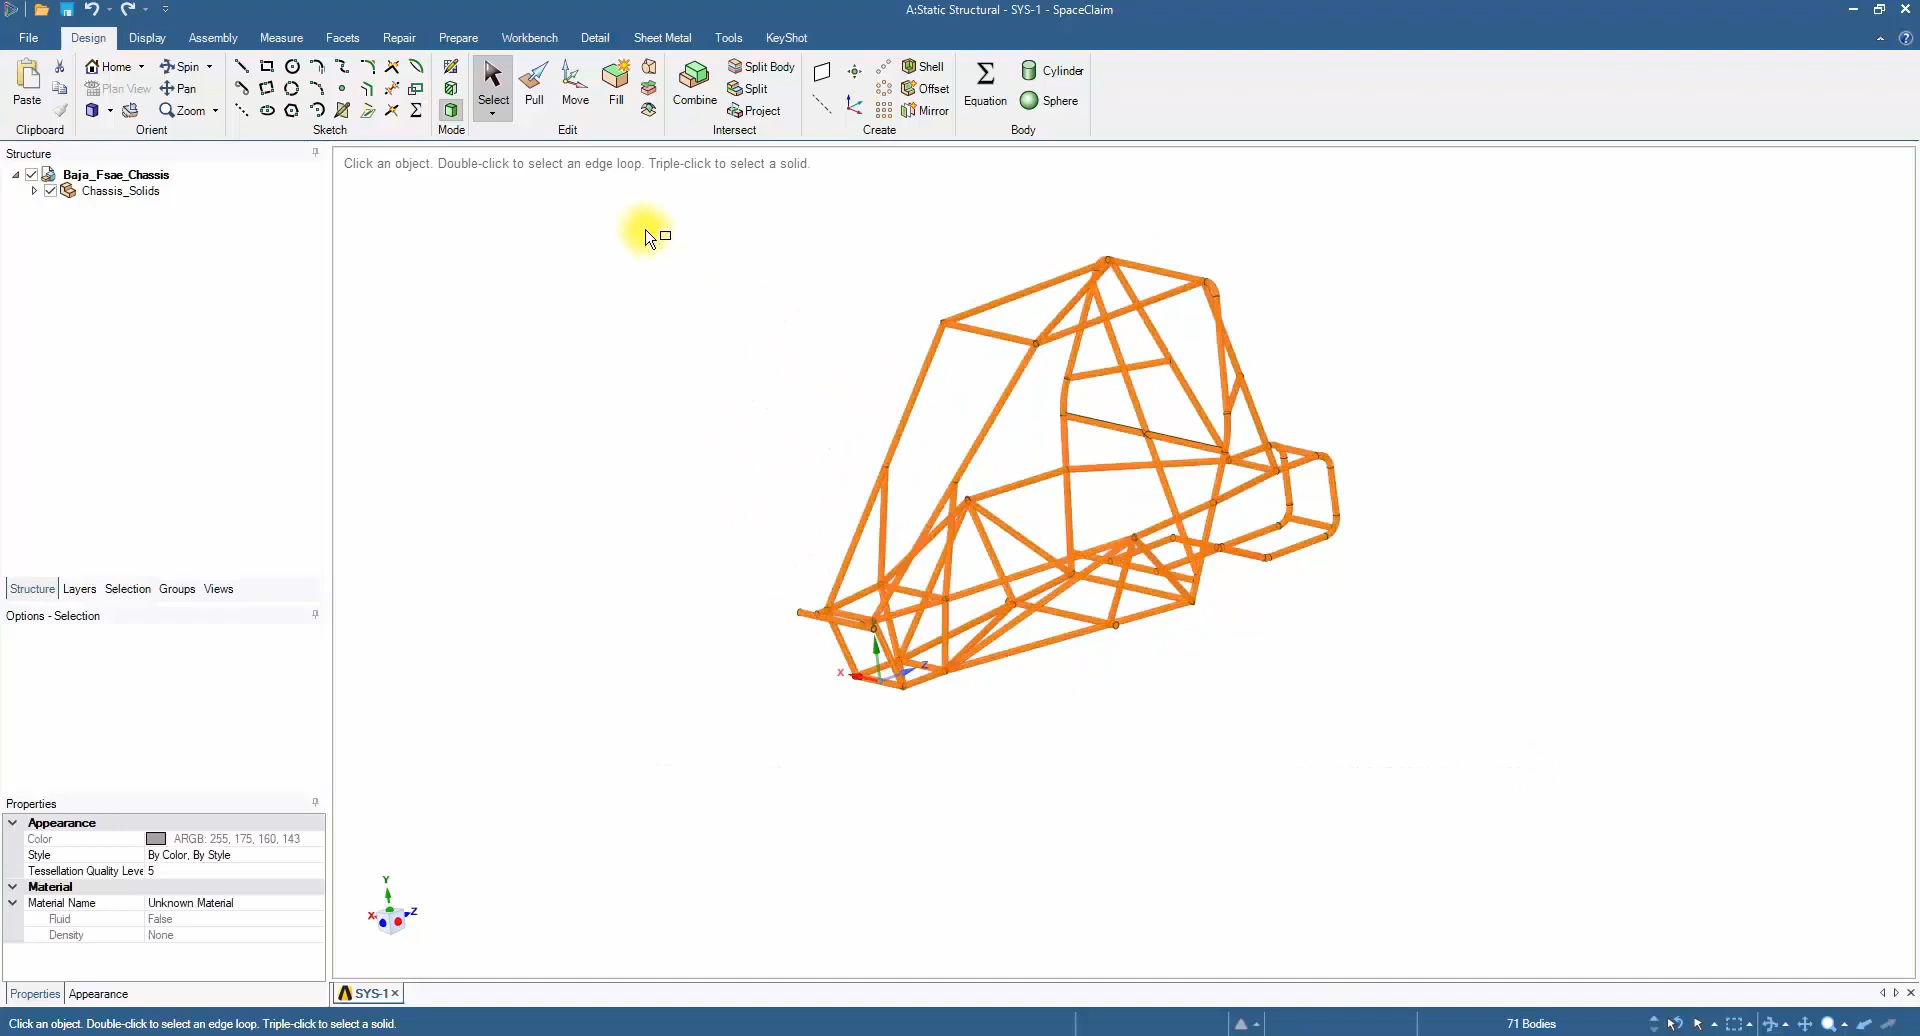 A:Static Structural - SYS-1 - SpaceClaim
File Design Display Assembly Measure Facets Repair Prepare Workbench Detail Sheet Metal Tools KeyShot
Paste
Clipboard
Home Spin
Plan View Pan
Zoom
Orient
Sketch
Mode
Select Pull Move Fill
Edit
Combine
Split Body
Split
Project
Intersect
Shell
Offset
Mirror
Create
Equation
Cylinder
Sphere
Body
Structure
Baja_Fsae_Chassis
Chassis_Solids
Click an object. Double-click to select an edge loop. Triple-click to select a solid.
X Z
Structure Layers Selection Groups Views
Options - Selection
Properties
Appearance
Color ARGB: 255, 175, 160, 143
Style By Color, By Style
Tessellation Quality Leve 5
Material
Material Name Unknown Material
Fluid False
Density None
Y
X Z
Properties Appearance
SYS-1
Click an object. Double-click to select an edge loop. Triple-click to select a solid.
71 Bodies